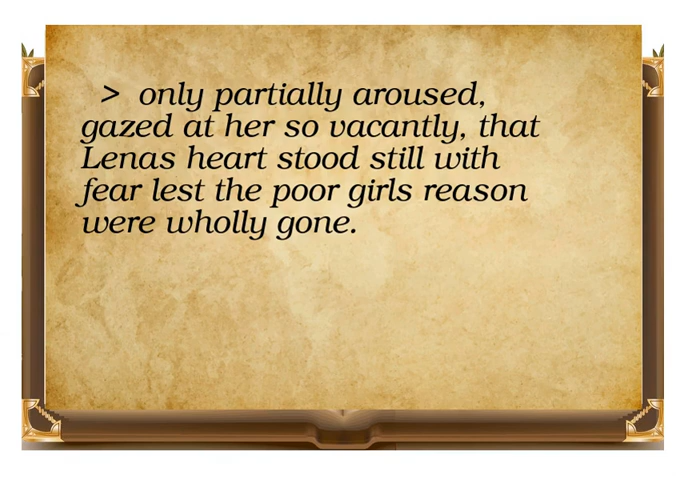 > only partially aroused,
gazed at her so vacantly, that
Lenas heart stood still with
fear lest the poor girls reason
were wholly gone.